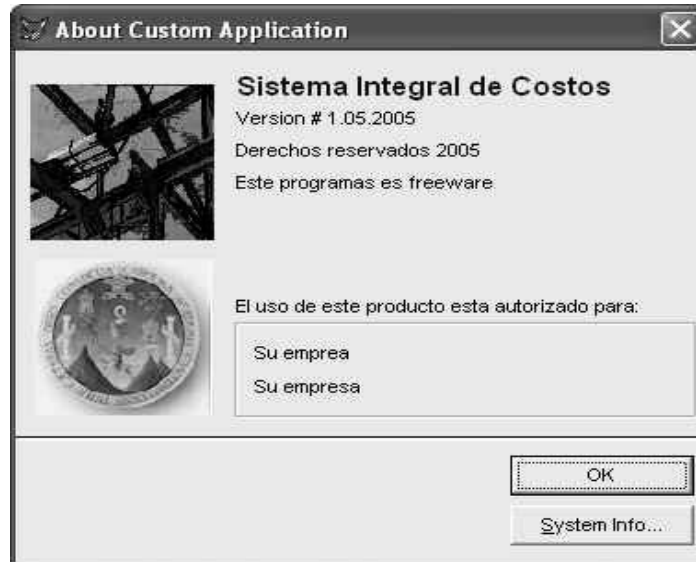 About Custom Application
Sistema Integral de Costos
Version # 1.05.2005
Derechos reservados 2005
Este programas es freeware
El uso de este producto esta autorizado para:
Su emprea
Su empresa
OK
System Info...